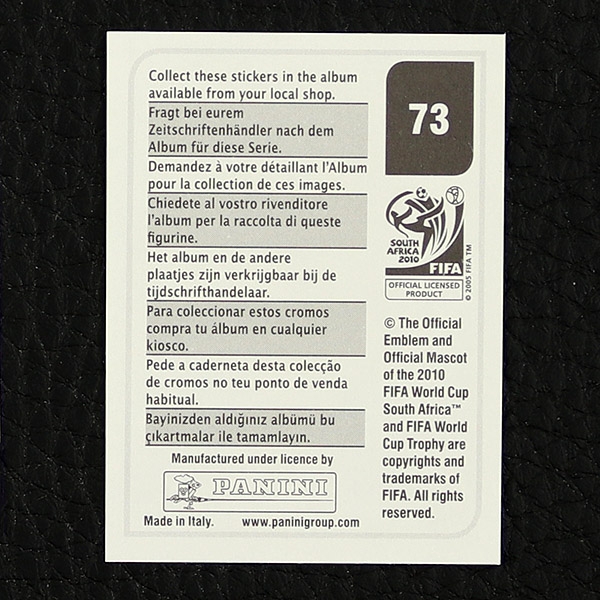 Collect these stickers in the album
available from your local shop.
Fragt bei eurem
Zeitschriftenhändler nach dem
Album für diese Serie.
Demandez à votre détaillant l'Album
pour la collection de ces images.
Chiedete al vostro rivenditore
l'album per la raccolta di queste
figurine.
Het album en de andere
plaatjes zijn verkrijgbaar bij de
tijdschrifthandelaar.
Para coleccionar estos cromos
compra tu álbum en cualquier
kiosco.
Pede a caderneta desta colecção
de cromos no teu ponto de venda
habitual.
Bayinizden aldığınız albümü bu
çıkartmalar ile tamamlayın.
Manufactured under licence by
PANINI
Made in Italy. www.paninigroup.com
73
SOUTH
AFRICA
2010
FIFA
OFFICIAL LICENSED
PRODUCT
© 2005 FIFA TM
© The Official
Emblem and
Official Mascot
of the 2010
FIFA World Cup
South Africa™
and FIFA World
Cup Trophy are
copyrights and
trademarks of
FIFA. All rights
reserved.